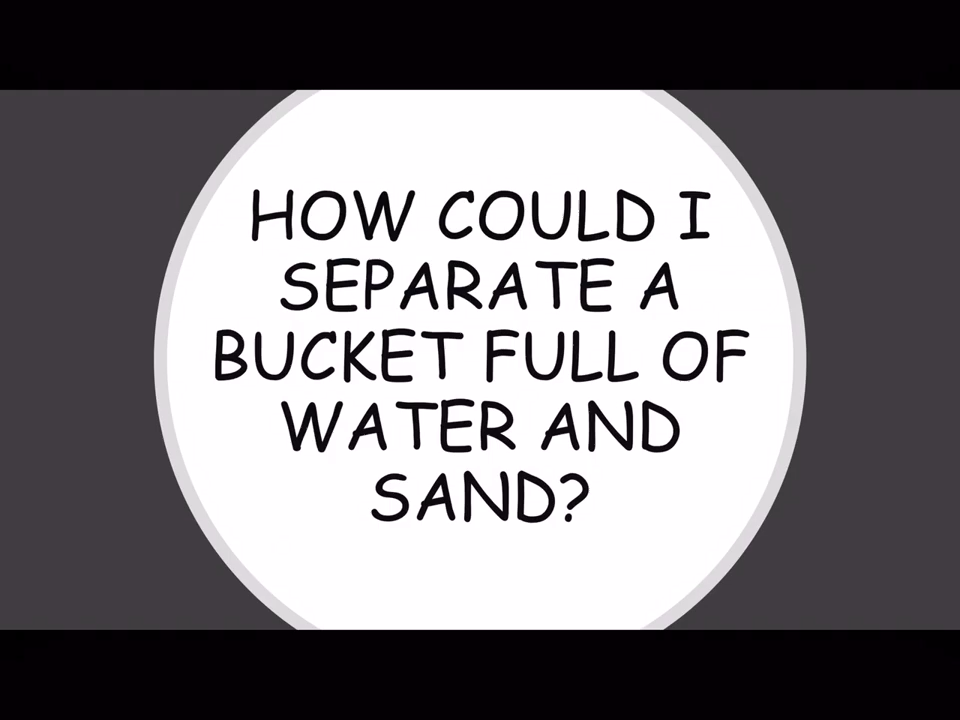 HOW COULD I
SEPARATE A
BUCKET FULL OF
WATER AND
SAND?